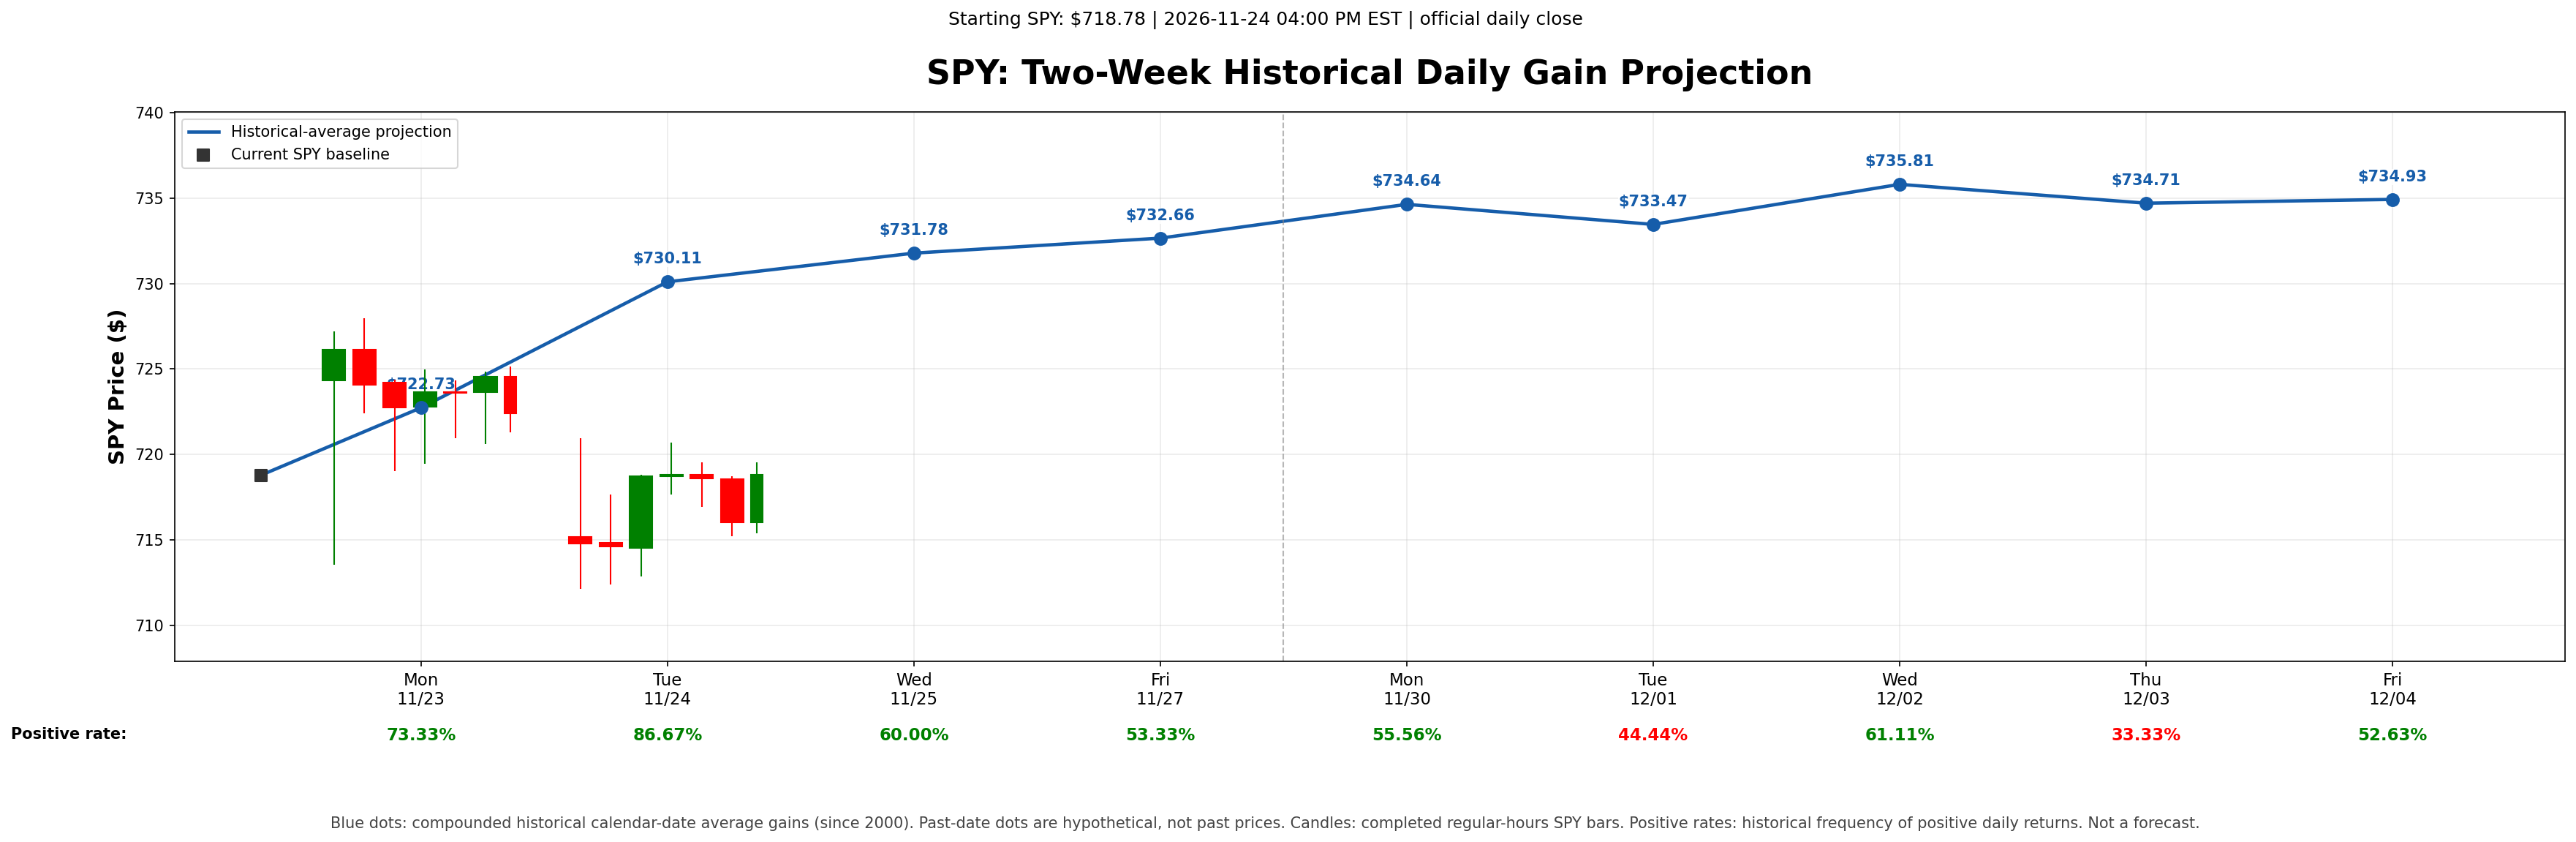 Starting SPY: $718.78 | 2026-11-24 04:00 PM EST | official daily close
SPY: Two-Week Historical Daily Gain Projection
Historical-average projection
Current SPY baseline
SPY Price ($)
740
735
730
725
720
715
710
$722.73
$730.11
$731.78
$732.66
$734.64
$733.47
$735.81
$734.71
$734.93
Mon Tue Wed Fri Mon Tue Wed Thu Fri
11/23 11/24 11/25 11/27 11/30 12/01 12/02 12/03 12/04
Positive rate: 73.33% 86.67% 60.00% 53.33% 55.56% 44.44% 61.11% 33.33% 52.63%
Blue dots: compounded historical calendar-date average gains (since 2000). Past-date dots are hypothetical, not past prices. Candles: completed regular-hours SPY bars. Positive rates: historical frequency of positive daily returns. Not a forecast.